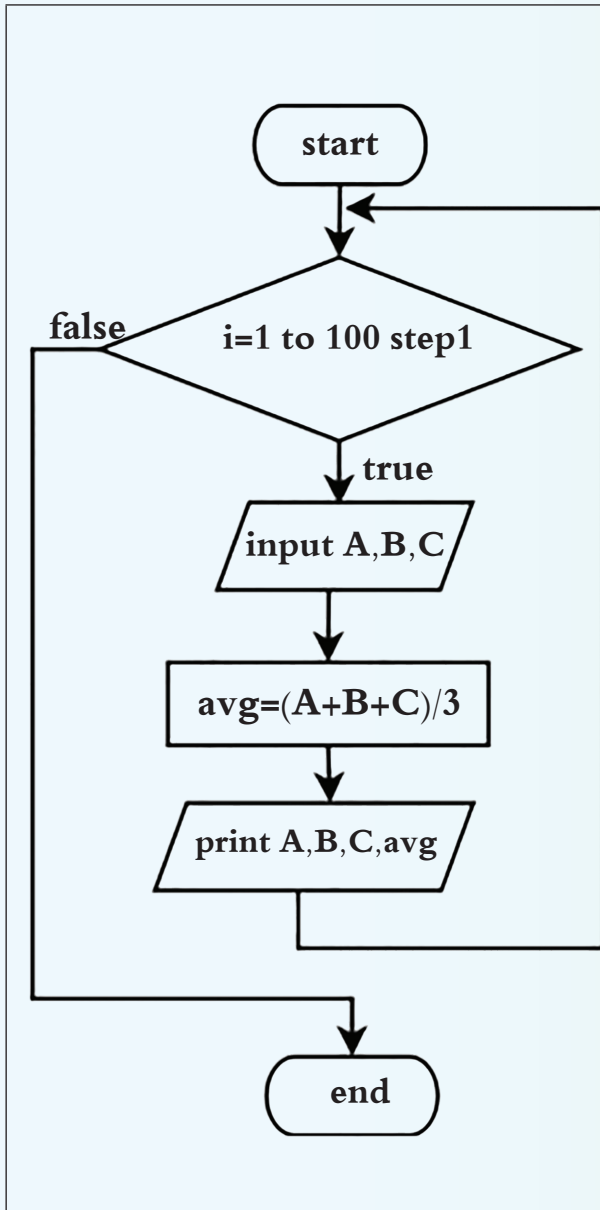 start
false
i=1 to 100 step1
true
input A,B,C
avg=(A+B+C)/3
print A,B,C,avg
end